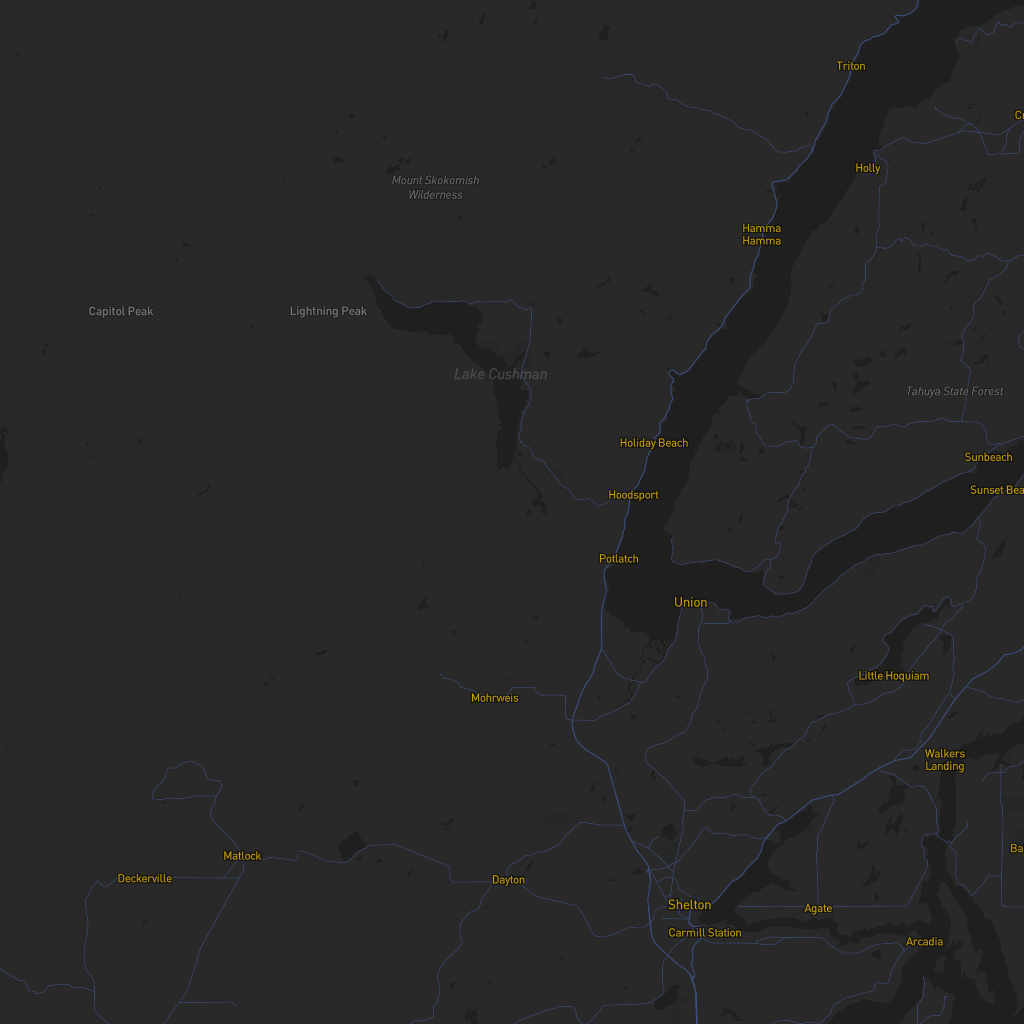 Triton
Cr
Holly
Mount Skokomish
Wilderness
Hamma
Hamma
Capitol Peak
Lightning Peak
Lake Cushman
Tahuya State Forest
Holiday Beach
Sunbeach
Sunset Bea
Hoodsport
Potlatch
Union
Little Hoquiam
Mohrweis
Walkers
Landing
Matlock
Ba
Deckerville
Dayton
Shelton
Agate
Carmill Station
Arcadia